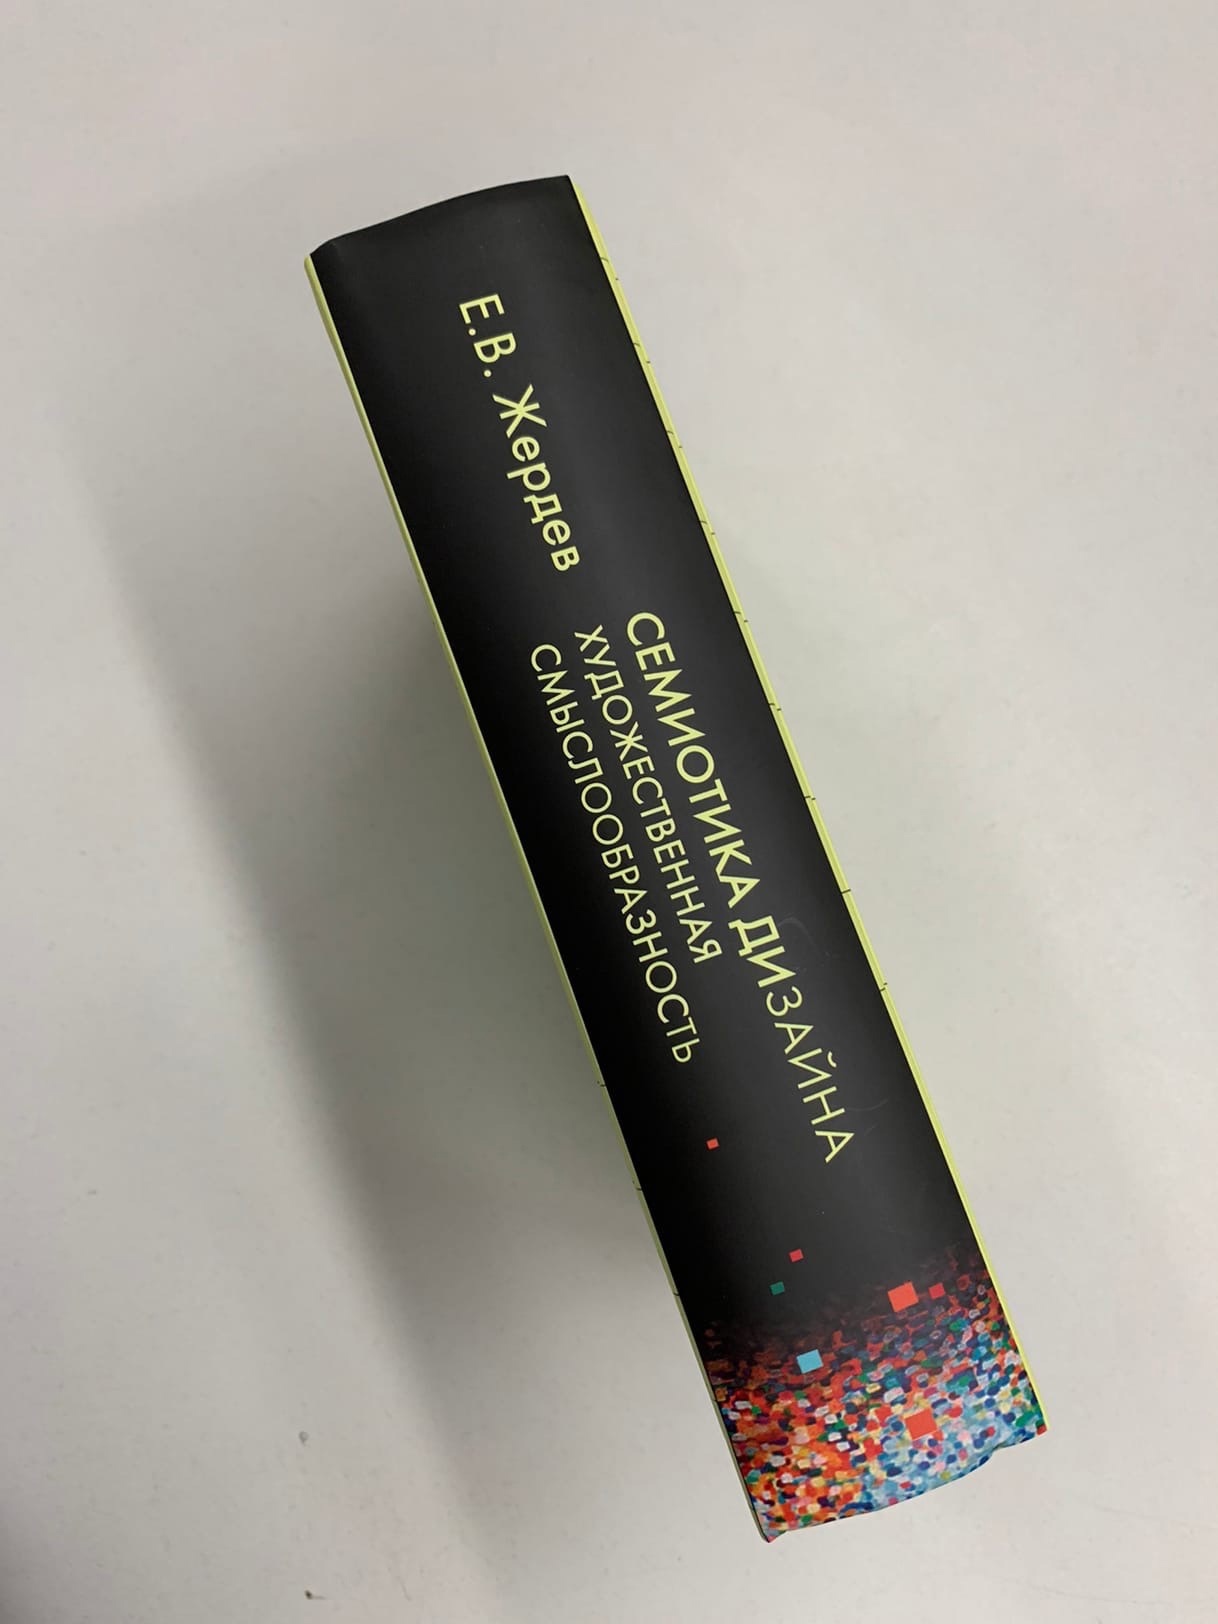 Е.В. Жердев
СЕМИОТИКА ДИЗАЙНА
ХУДОЖЕСТВЕННАЯ
СМЫСЛООБРАЗНОСТЬ